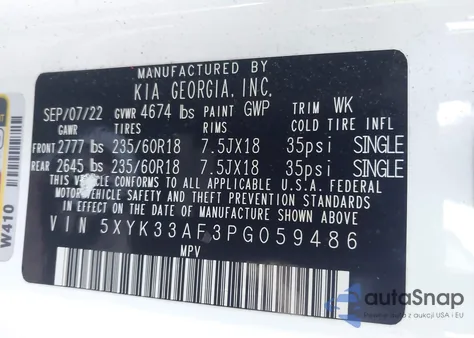 MANUFACTURED BY
KIA GEORGIA, INC.
SEP/07/22 GVWR 4674 lbs PAINT GWP TRIM WK
GAWR TIRES RIMS COLD TIRE INFL
FRONT 2777 lbs 235/60R18 7.5JX18 35psi SINGLE
REAR 2645 lbs 235/60R18 7.5JX18 35psi SINGLE
THIS VEHICLE CONFORMS TO ALL APPLICABLE U.S.A. FEDERAL
MOTOR VEHICLE SAFETY AND THEFT PREVENTION STANDARDS
IN EFFECT ON THE DATE OF MANUFACTURE SHOWN ABOVE.
VIN 5XYK33AF3PG059486
MPV
W410
autaSnap